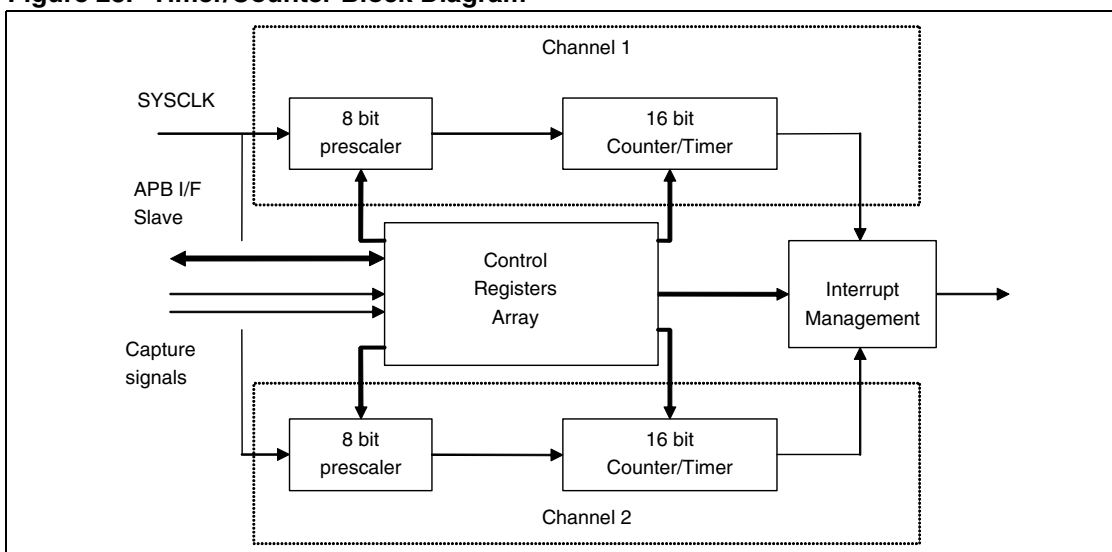 Figure Timer/Counter Block Diagram
Channel 1
SYSCLK
8 bit
prescaler
16 bit
Counter/Timer
APB I/F
Slave
Control
Registers
Array
Interrupt
Management
Capture
signals
8 bit
prescaler
16 bit
Counter/Timer
Channel 2